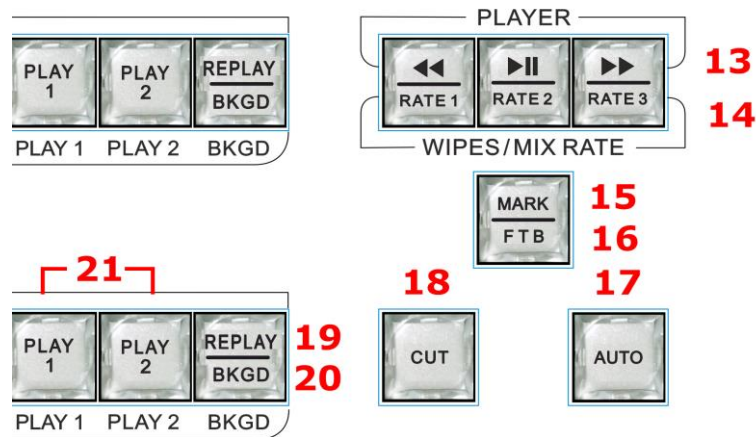 PLAYER
PLAY 1
PLAY 2
REPLAY
BKGD
RATE 1
RATE 2
RATE 3
13
14
PLAY 1 PLAY 2 BKGD
WIPES/MIX RATE
MARK
FTB
15
16
21
18
17
PLAY 1
PLAY 2
REPLAY
BKGD
19
20
CUT
AUTO
PLAY 1 PLAY 2 BKGD